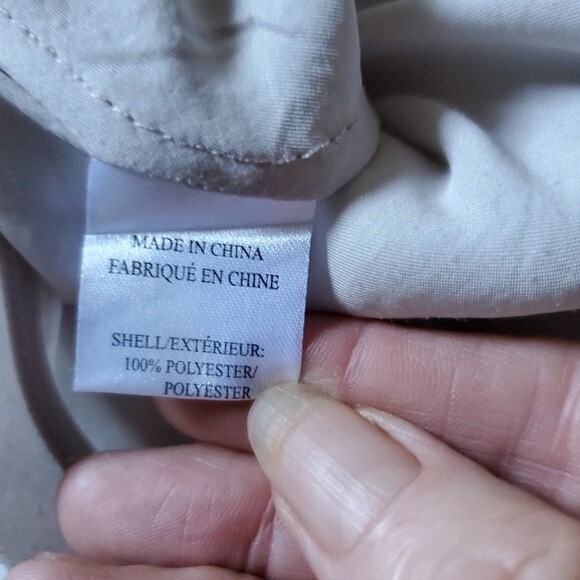 MADE IN CHINA
FABRIQUÉ EN CHINE
SHELL/EXTÉRIEUR:
100% POLYESTER/
POLYESTER